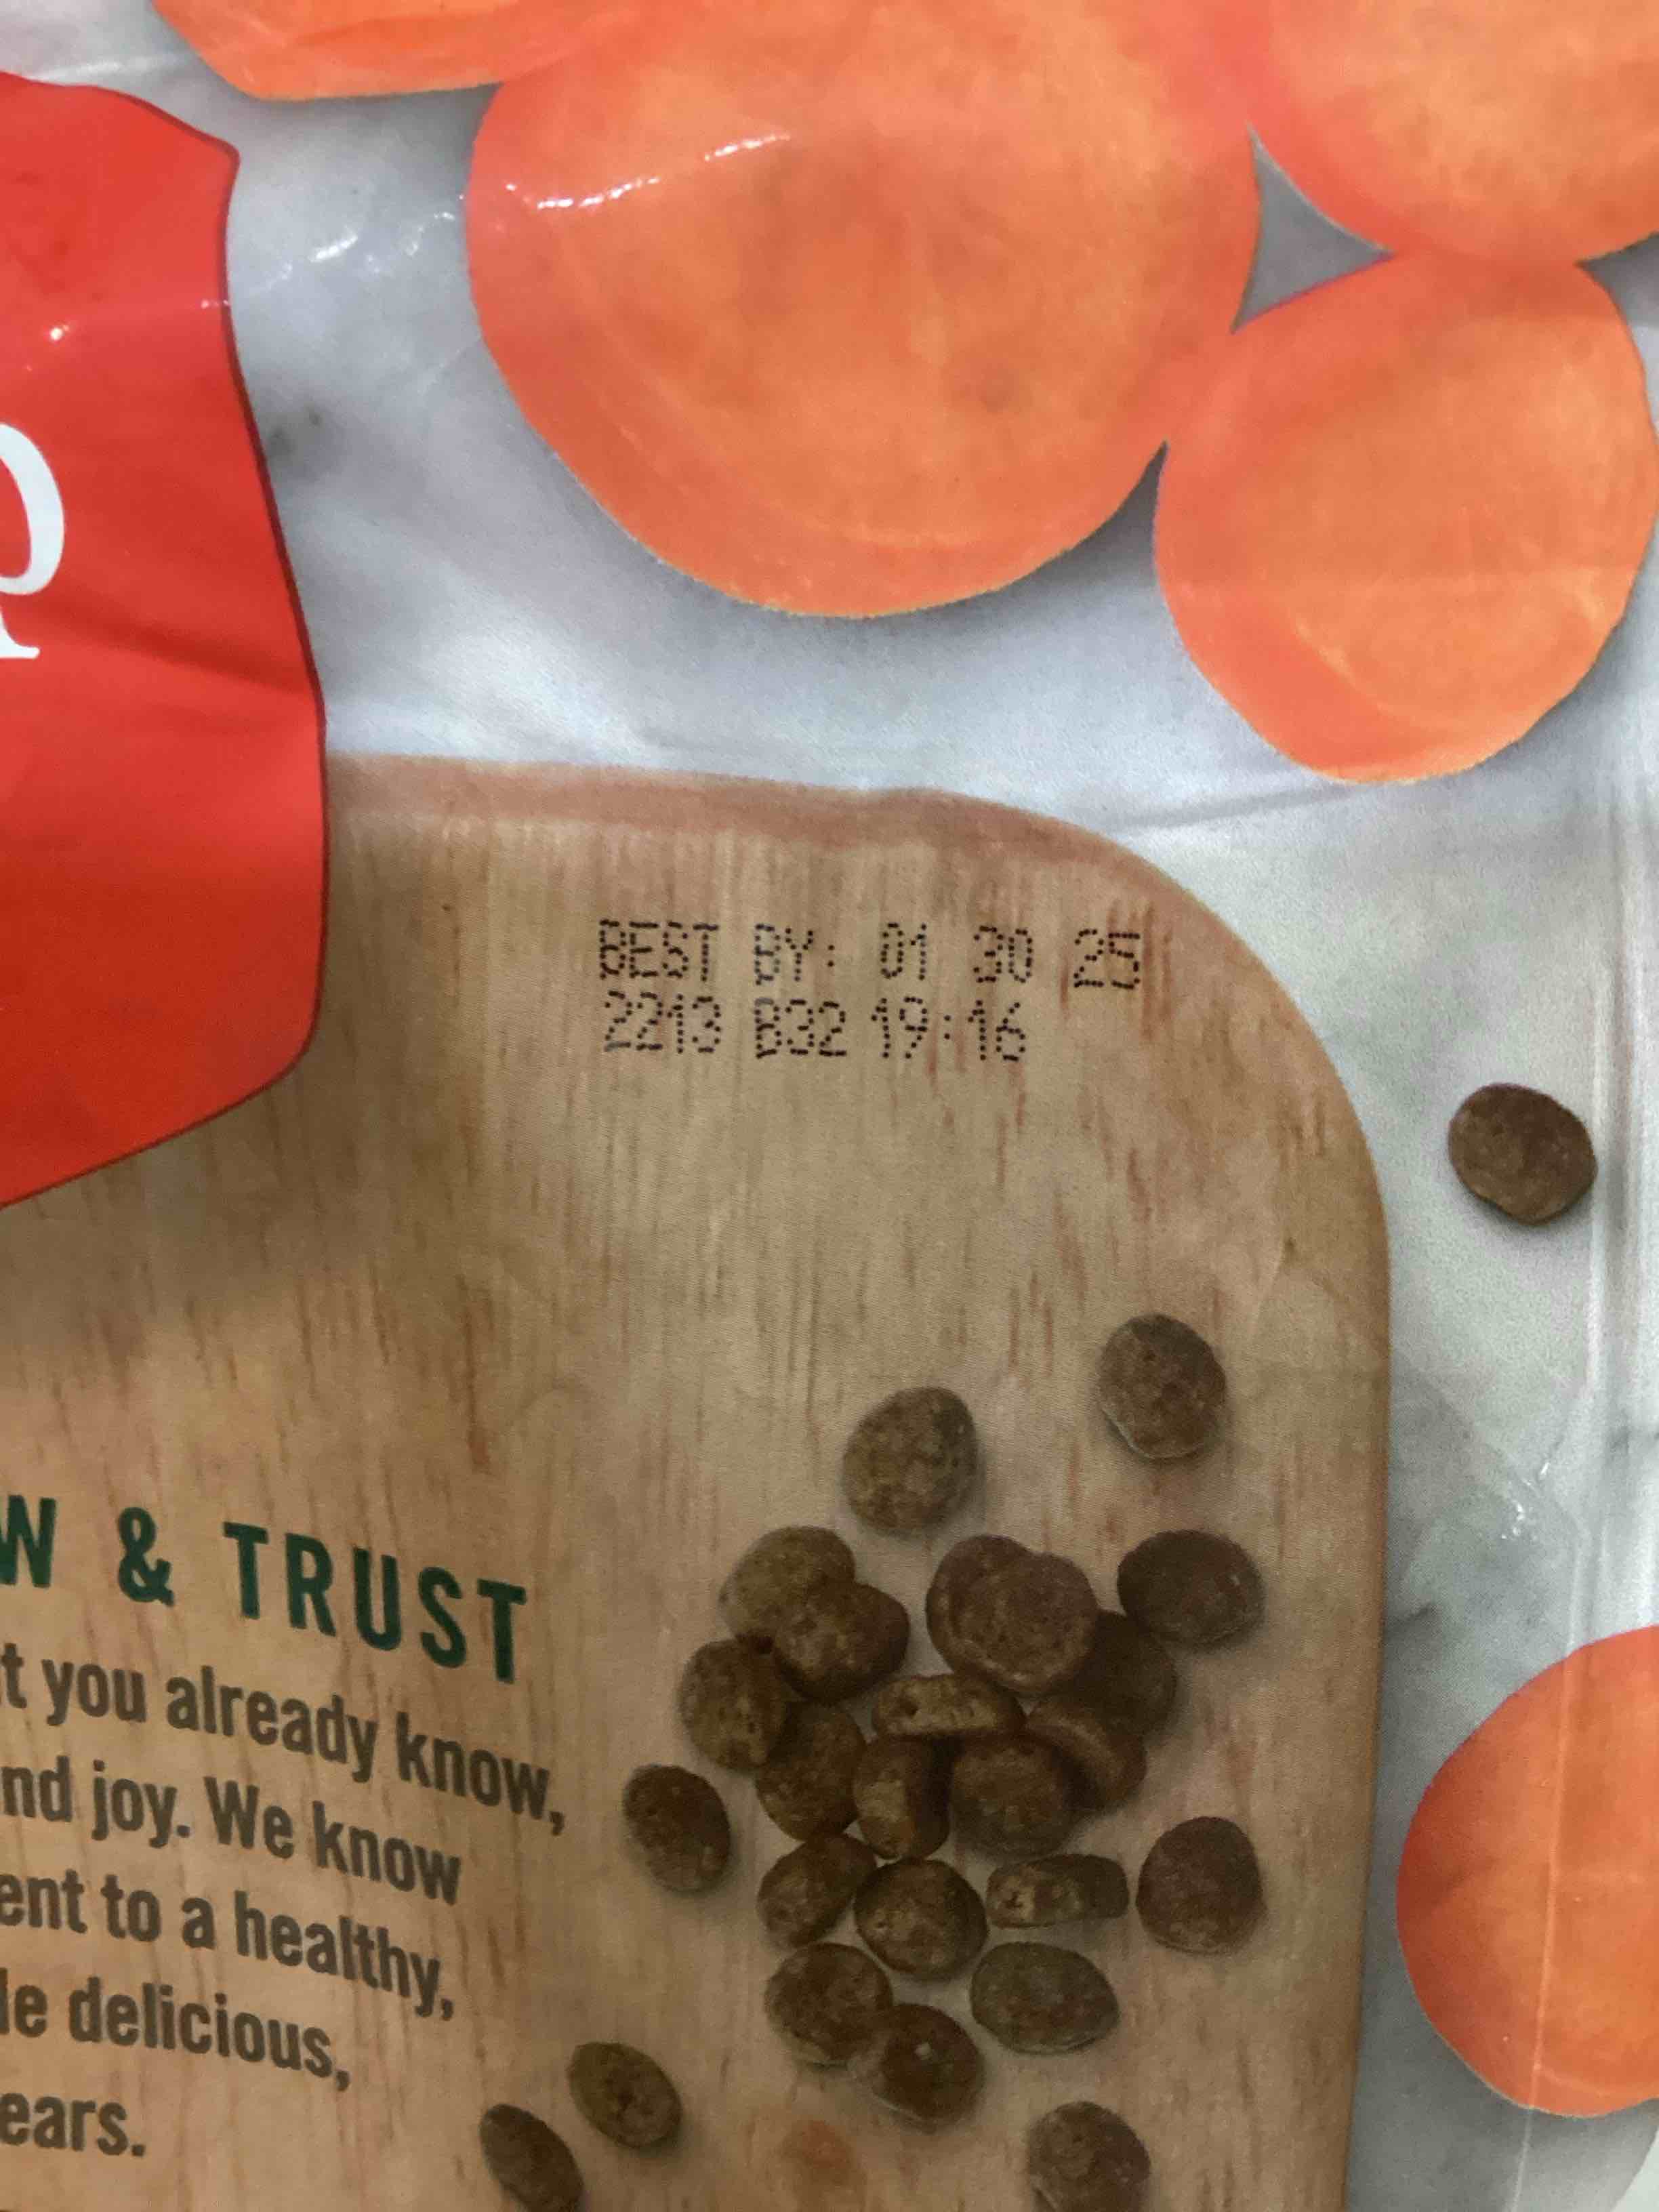 BEST BY: 01 30 25
2213 B32 19:16
W & TRUST
t you already know,
nd joy. We know
ent to a healthy,
le delicious,
ears.